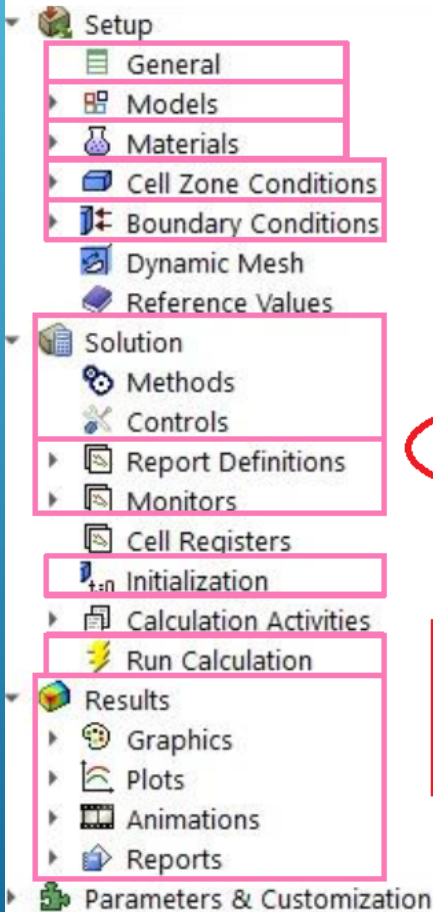 Setup
General
Models
Materials
Cell Zone Conditions
Boundary Conditions
Dynamic Mesh
Reference Values
Solution
Methods
Controls
Report Definitions
Monitors
Cell Registers
t=0 Initialization
Calculation Activities
Run Calculation
Results
Graphics
Plots
Animations
Reports
Parameters & Customization